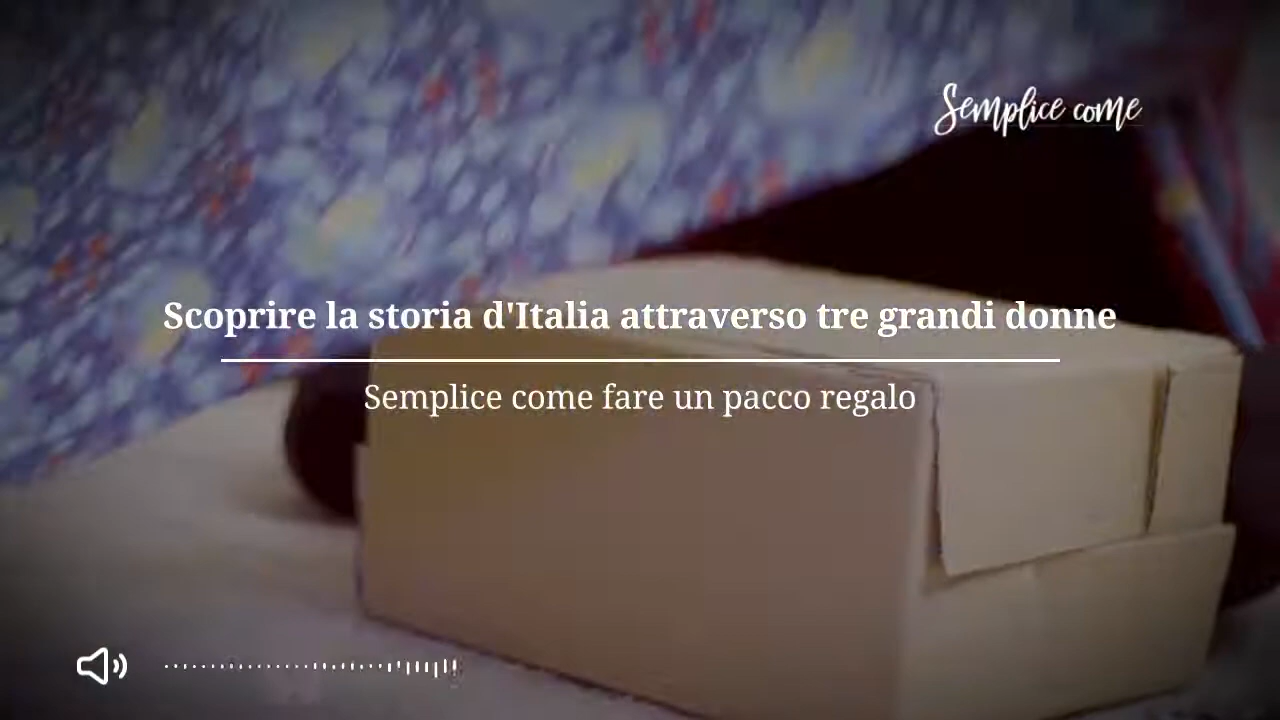 Semplice come
Scoprire la storia d'Italia attraverso tre grandi donne
Semplice come fare un pacco regalo